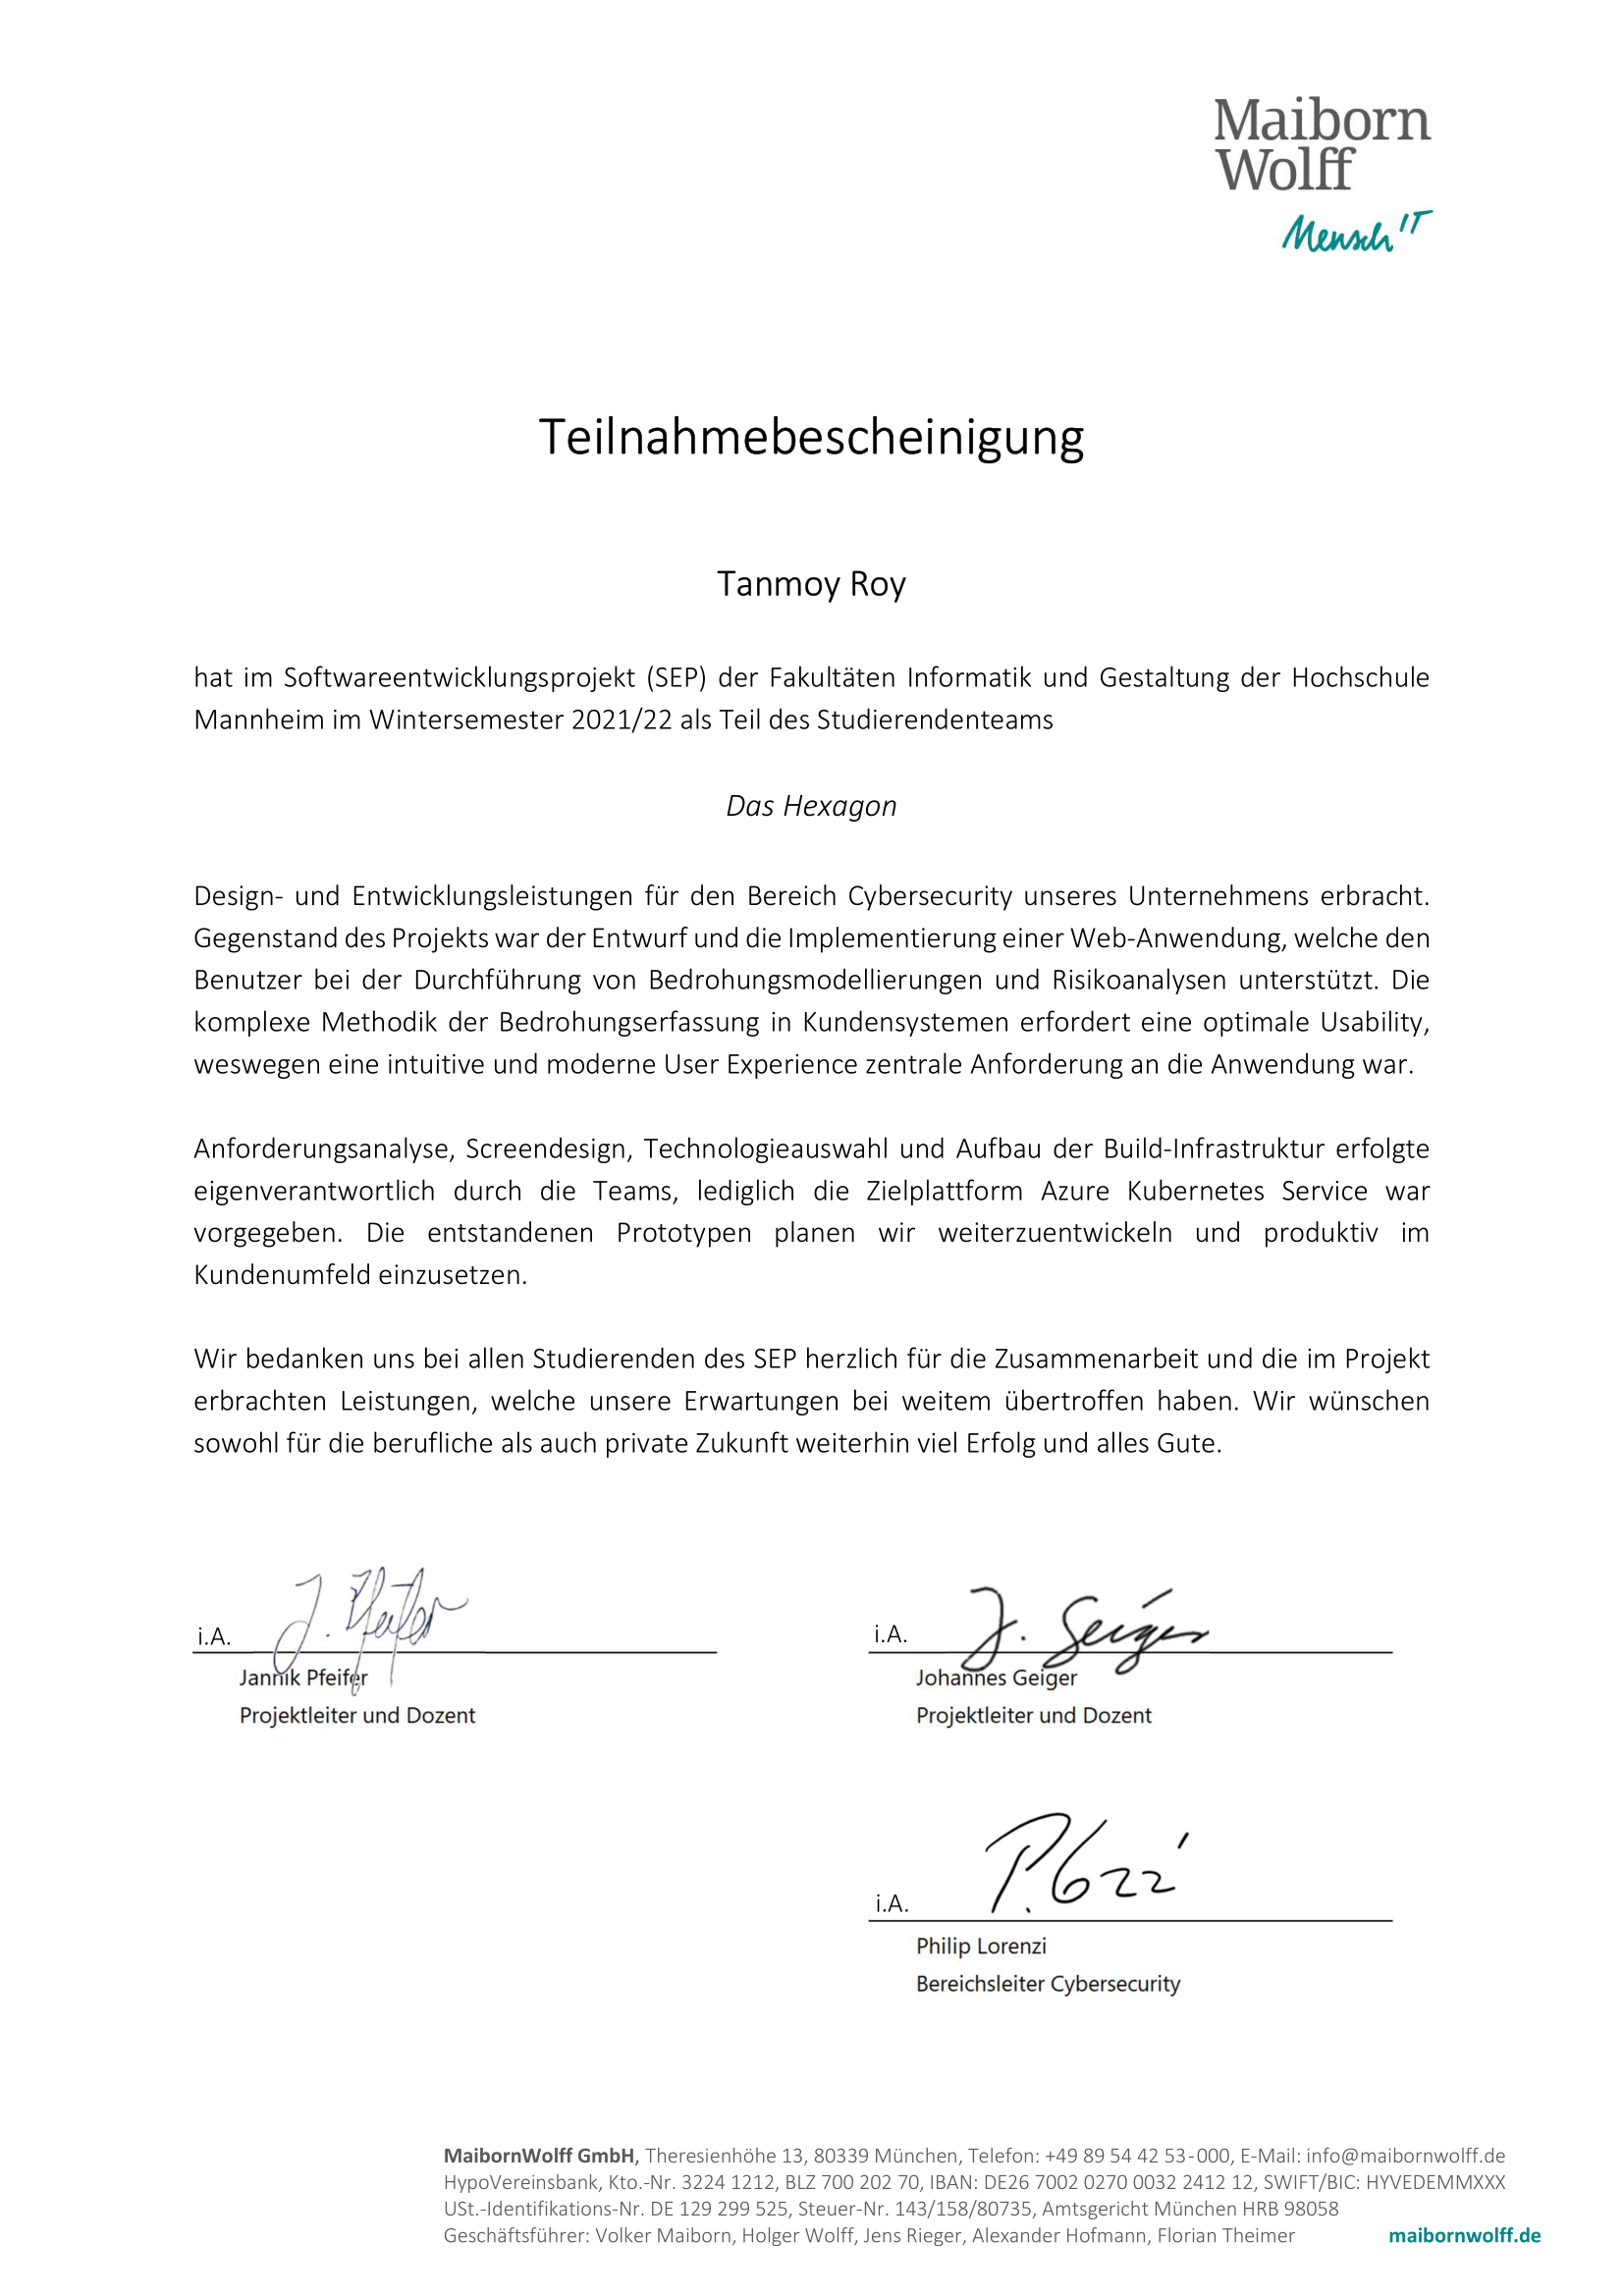 Maiborn
Wolff
Mensch IT
Teilnahmebescheinigung
Tanmoy Roy
hat im Softwareentwicklungsprojekt (SEP) der Fakultäten Informatik und Gestaltung der Hochschule
Mannheim im Wintersemester 2021/22 als Teil des Studierendenteams
Das Hexagon
Design- und Entwicklungsleistungen für den Bereich Cybersecurity unseres Unternehmens erbracht.
Gegenstand des Projekts war der Entwurf und die Implementierung einer Web-Anwendung, welche den
Benutzer bei der Durchführung von Bedrohungsmodellierungen und Risikoanalysen unterstützt. Die
komplexe Methodik der Bedrohungserfassung in Kundensystemen erfordert eine optimale Usability,
weswegen eine intuitive und moderne User Experience zentrale Anforderung an die Anwendung war.
Anforderungsanalyse, Screendesign, Technologieauswahl und Aufbau der Build-Infrastruktur erfolgte
eigenverantwortlich durch die Teams, lediglich die Zielplattform Azure Kubernetes Service war
vorgegeben. Die entstandenen Prototypen planen wir weiterzuentwickeln und produktiv im
Kundenumfeld einzusetzen.
Wir bedanken uns bei allen Studierenden des SEP herzlich für die Zusammenarbeit und die im Projekt
erbrachten Leistungen, welche unsere Erwartungen bei weitem übertroffen haben. Wir wünschen
sowohl für die berufliche als auch private Zukunft weiterhin viel Erfolg und alles Gute.
i.A. J. Pfeifer
Jannik Pfeifer
Projektleiter und Dozent
i.A. J. Geiger
Johannes Geiger
Projektleiter und Dozent
i.A.
Philip Lorenzi
Bereichsleiter Cybersecurity
MaibornWolff GmbH, Theresienhöhe 13, 80339 München, Telefon: +49 89 54 42 53-000, E-Mail: info@maibornwolff.de
HypoVereinsbank, Kto.-Nr. 3224 1212, BLZ 700 202 70, IBAN: DE26 7002 0270 0032 2412 12, SWIFT/BIC: HYVEDEMMXXX
USt.-Identifikations-Nr. DE 129 299 525, Steuer-Nr. 143/158/80735, Amtsgericht München HRB 98058
Geschäftsführer: Volker Maiborn, Holger Wolff, Jens Rieger, Alexander Hofmann, Florian Theimer maibornwolff.de